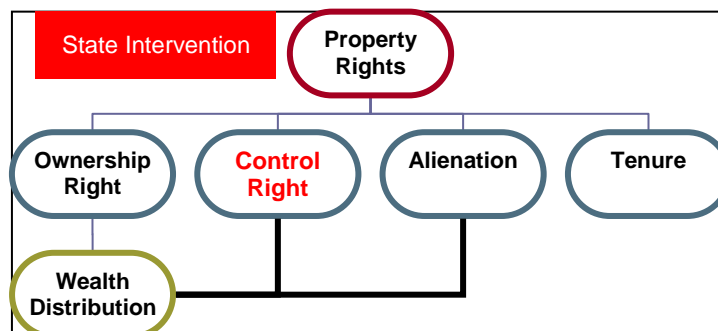 State Intervention
Property
Rights
Ownership
Right
Control
Right
Alienation
Tenure
Wealth
Distribution